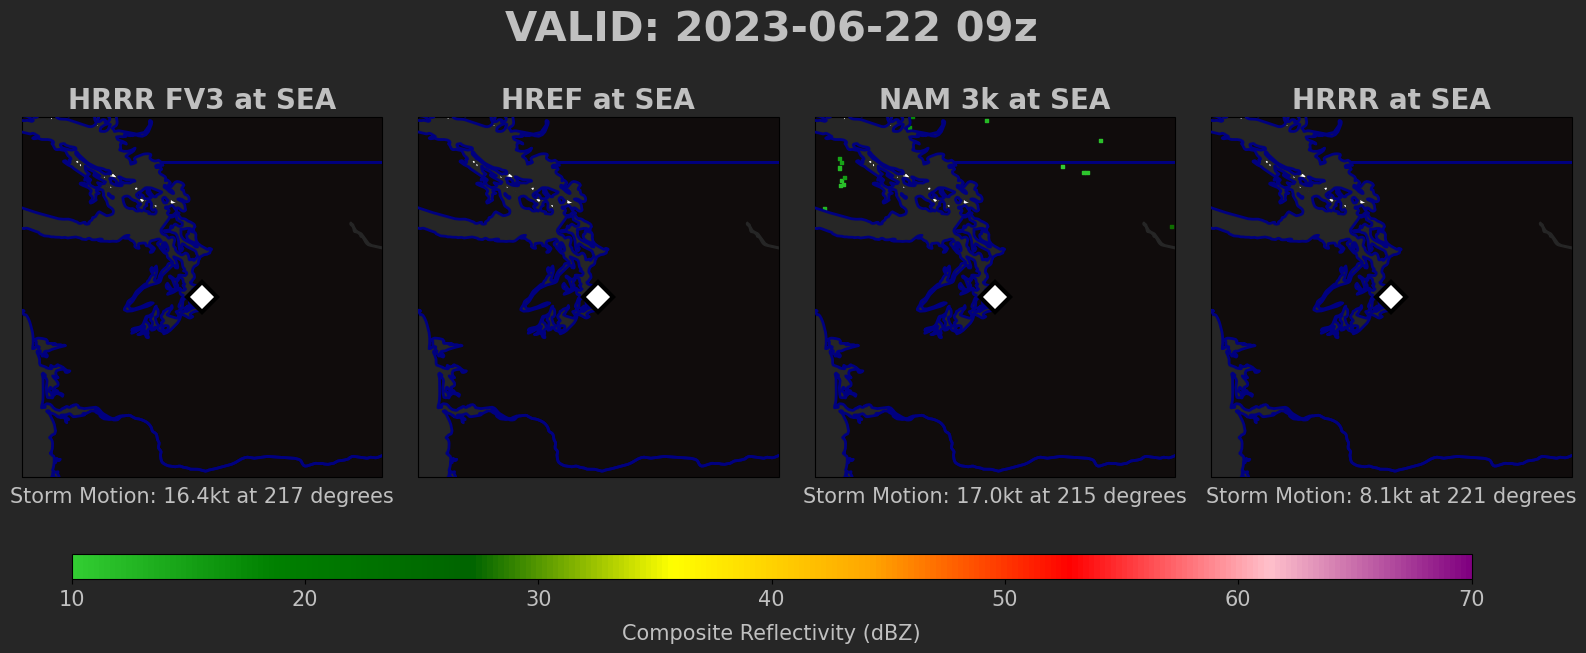 VALID: 2023-06-22 09z
HRRR FV3 at SEA
HREF at SEA
NAM 3k at SEA
HRRR at SEA
Storm Motion: 16.4kt at 217 degrees
Storm Motion: 17.0kt at 215 degrees
Storm Motion: 8.1kt at 221 degrees
10 20 30 40 50 60 70
Composite Reflectivity (dBZ)